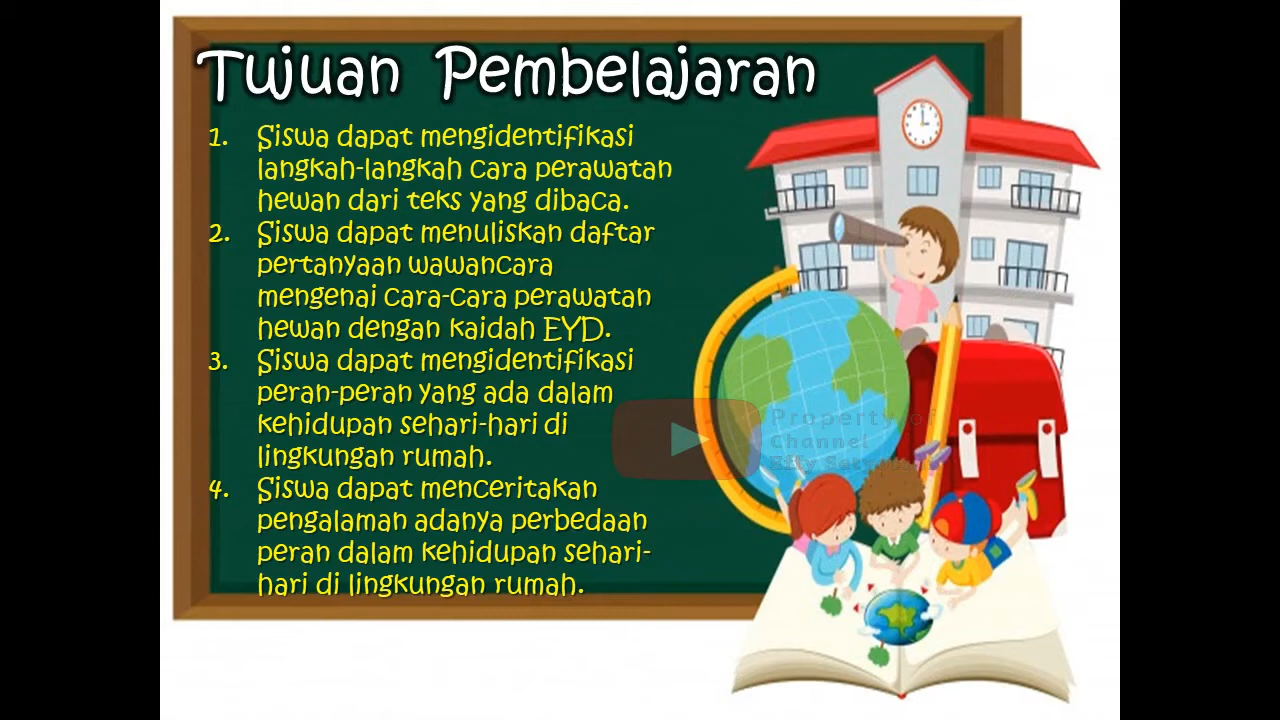 Tujuan Pembelajaran
1. Siswa dapat mengidentifikasi
langkah-langkah cara perawatan
hewan dari teks yang dibaca.
2. Siswa dapat menuliskan daftar
pertanyaan wawancara
mengenai cara-cara perawatan
hewan dengan kaidah EYD.
3. Siswa dapat mengidentifikasi
peran-peran yang ada dalam
kehidupan sehari-hari di
lingkungan rumah.
4. Siswa dapat menceritakan
pengalaman adanya perbedaan
peran dalam kehidupan sehari-
hari di lingkungan rumah.
Property of
Channel